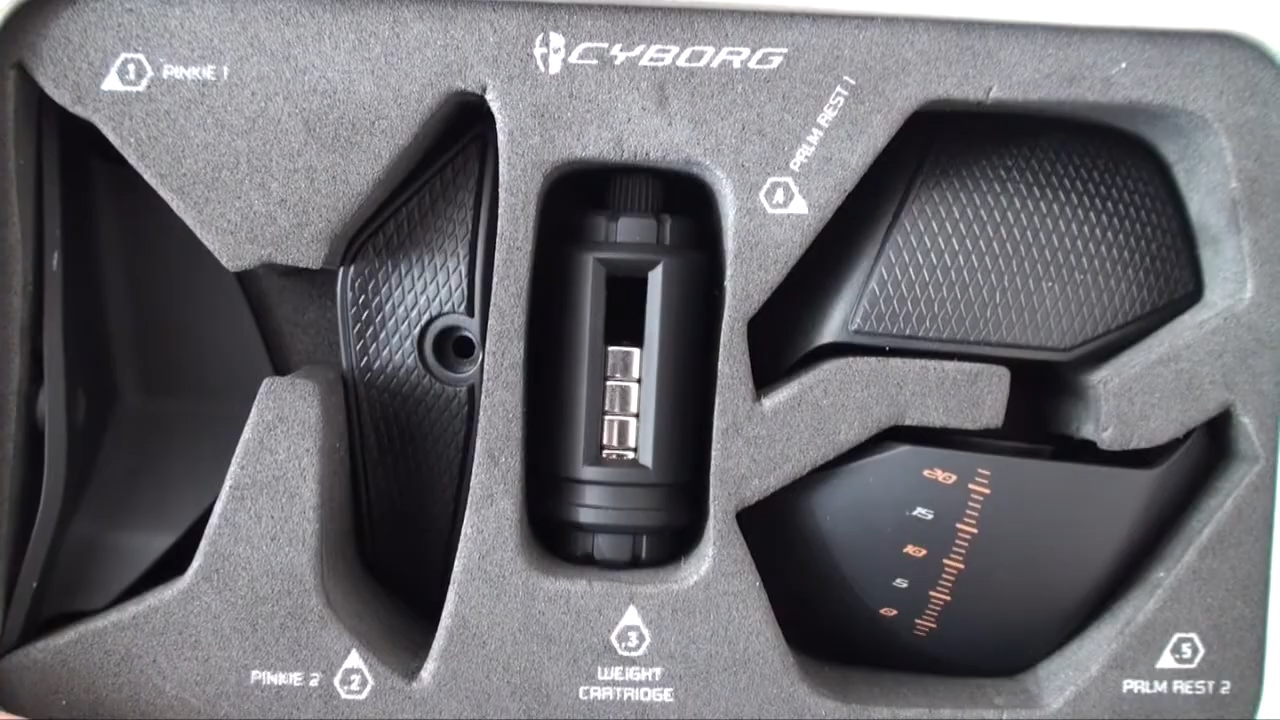 CYBORG
.1 PINKIE 1
PALM REST 1
.4
20
15
10
5
0
.3
WEIGHT
CARTRIDGE
PINKIE 2 .2
.5
PALM REST 2